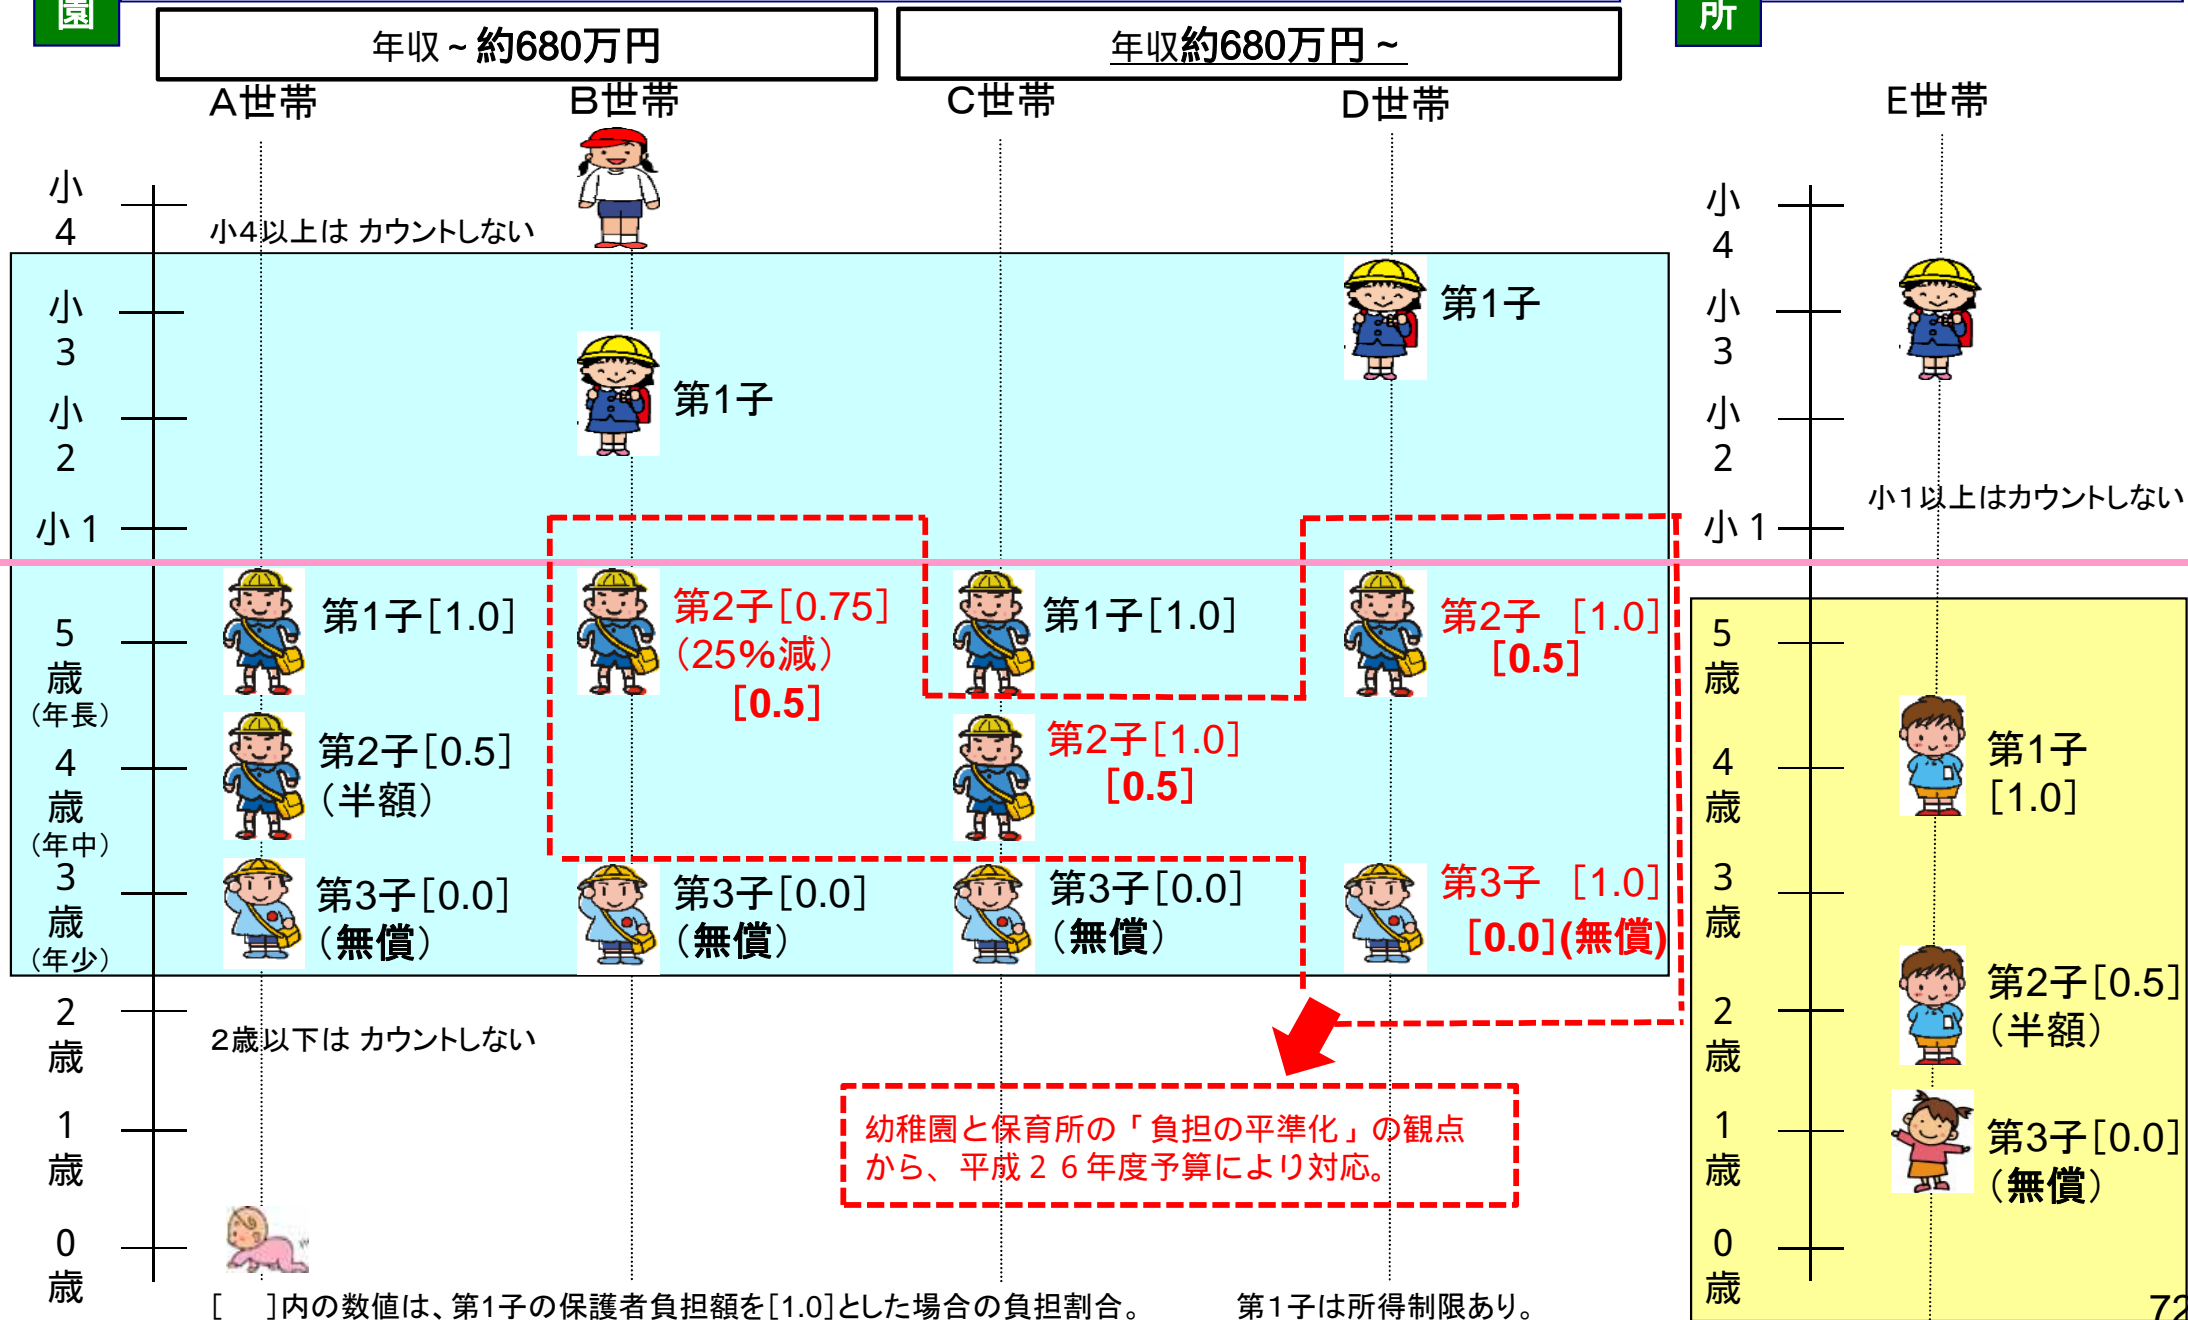 園
所
年収~約680万円
年収約680万円~
A世帯
B世帯
C世帯
D世帯
E世帯
小
4
小4以上は カウントしない
小
3
第1子
第1子
小
2
小1
第1子[1.0]
第2子[0.75]
(25%減)
[0.5]
第1子[1.0]
第2子 [1.0]
[0.5]
5
歳
(年長)
第2子[0.5]
(半額)
第2子[1.0]
[0.5]
4
歳
(年中)
第3子[0.0]
(無償)
第3子[0.0]
(無償)
第3子[0.0]
(無償)
第3子 [1.0]
[0.0](無償)
3
歳
(年少)
2
歳
2歳以下は カウントしない
1
歳
0
歳
幼稚園と保育所の「負担の平準化」の観点
から、平成26年度予算により対応。
[ ]内の数値は、第1子の保護者負担額を[1.0]とした場合の負担割合。
第1子は所得制限あり。
小
4
小
3
小
2
小1以上はカウントしない
小1
5
歳
第1子
[1.0]
4
歳
3
歳
第2子[0.5]
(半額)
2
歳
第3子[0.0]
(無償)
1
歳
0
歳
72